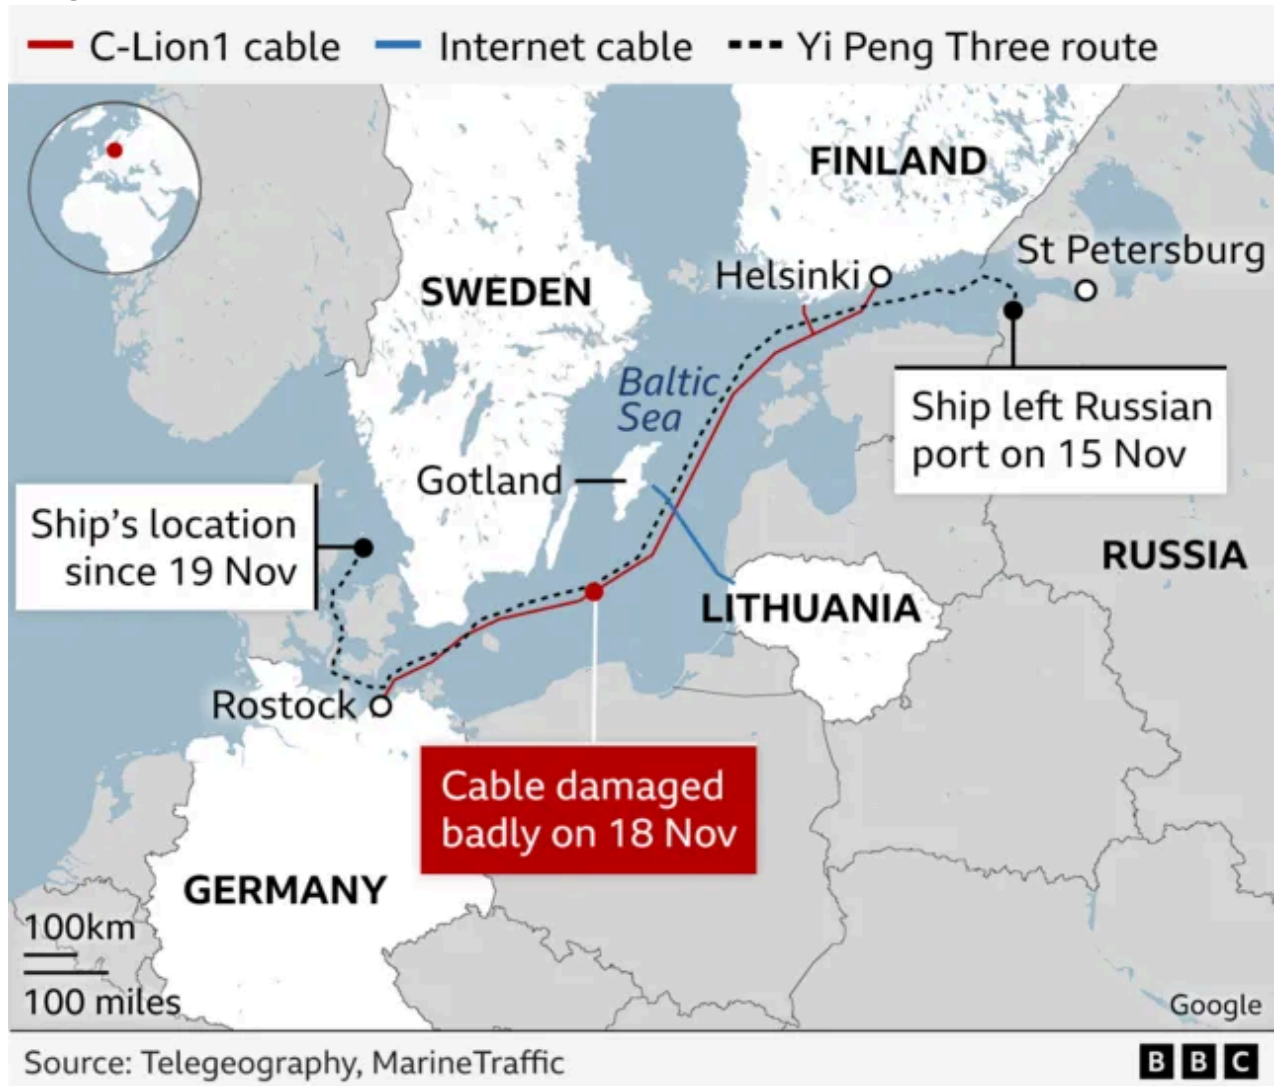 C-Lion1 cable
Internet cable
Yi Peng Three route
FINLAND
St Petersburg
Helsinki
SWEDEN
Baltic
Sea
Ship left Russian
port on 15 Nov
Gotland
Ship's location
since 19 Nov
RUSSIA
LITHUANIA
Rostock
Cable damaged
badly on 18 Nov
GERMANY
100km
100 miles
Google
Source: Telegeography, MarineTraffic
BBC